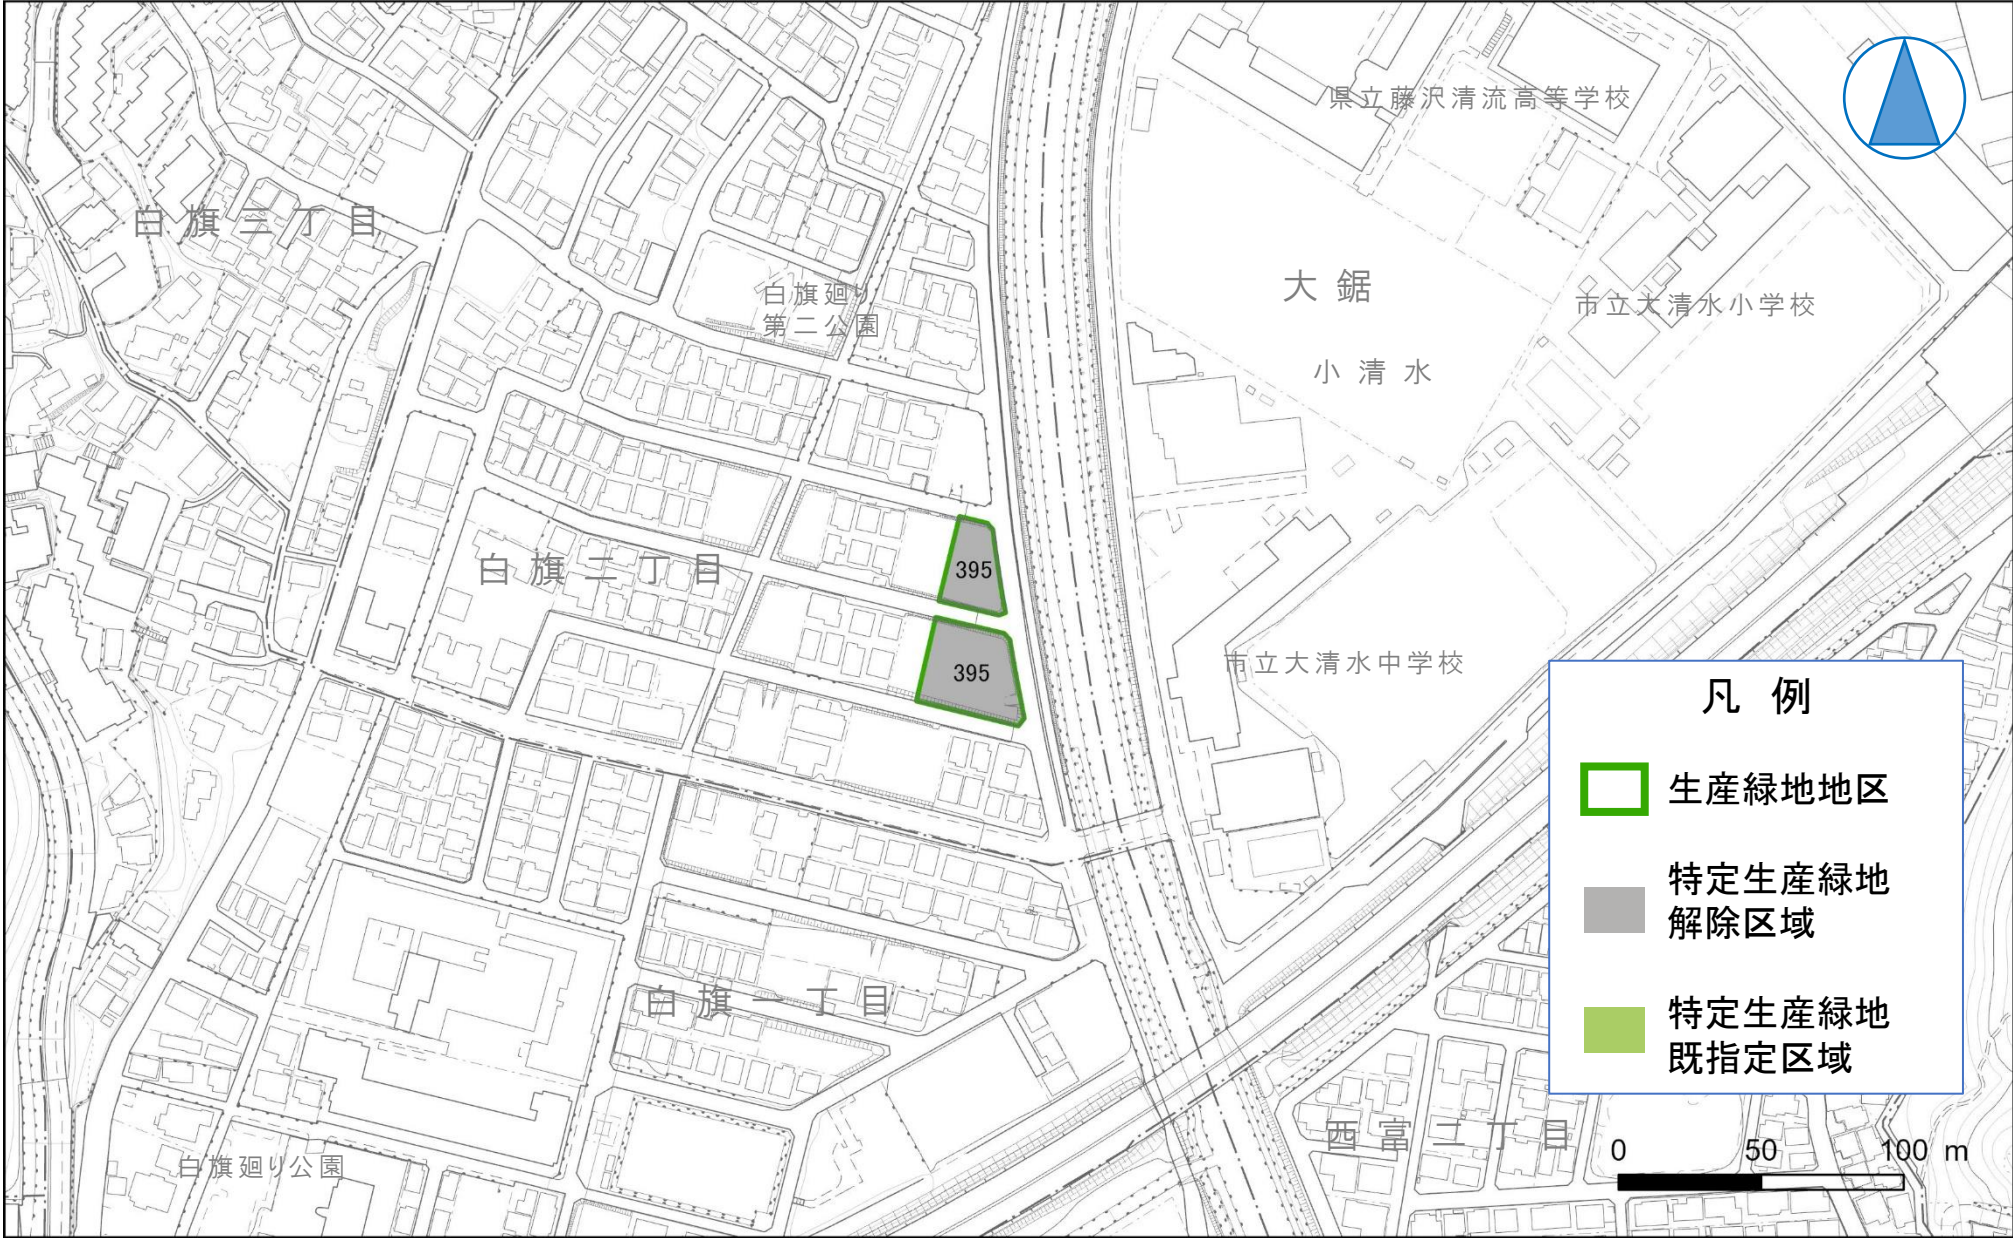 県立藤沢清流高等学校
白旗三丁目
大鋸
白旗廻り
第二公園
市立大清水小学校
小清水
白旗二丁目
395
395
市立大清水中学校
凡例
生産緑地地区
特定生産緑地
解除区域
特定生産緑地
既指定区域
白旗一丁目
西富二丁目
白旗廻り公園
0 50 100 m